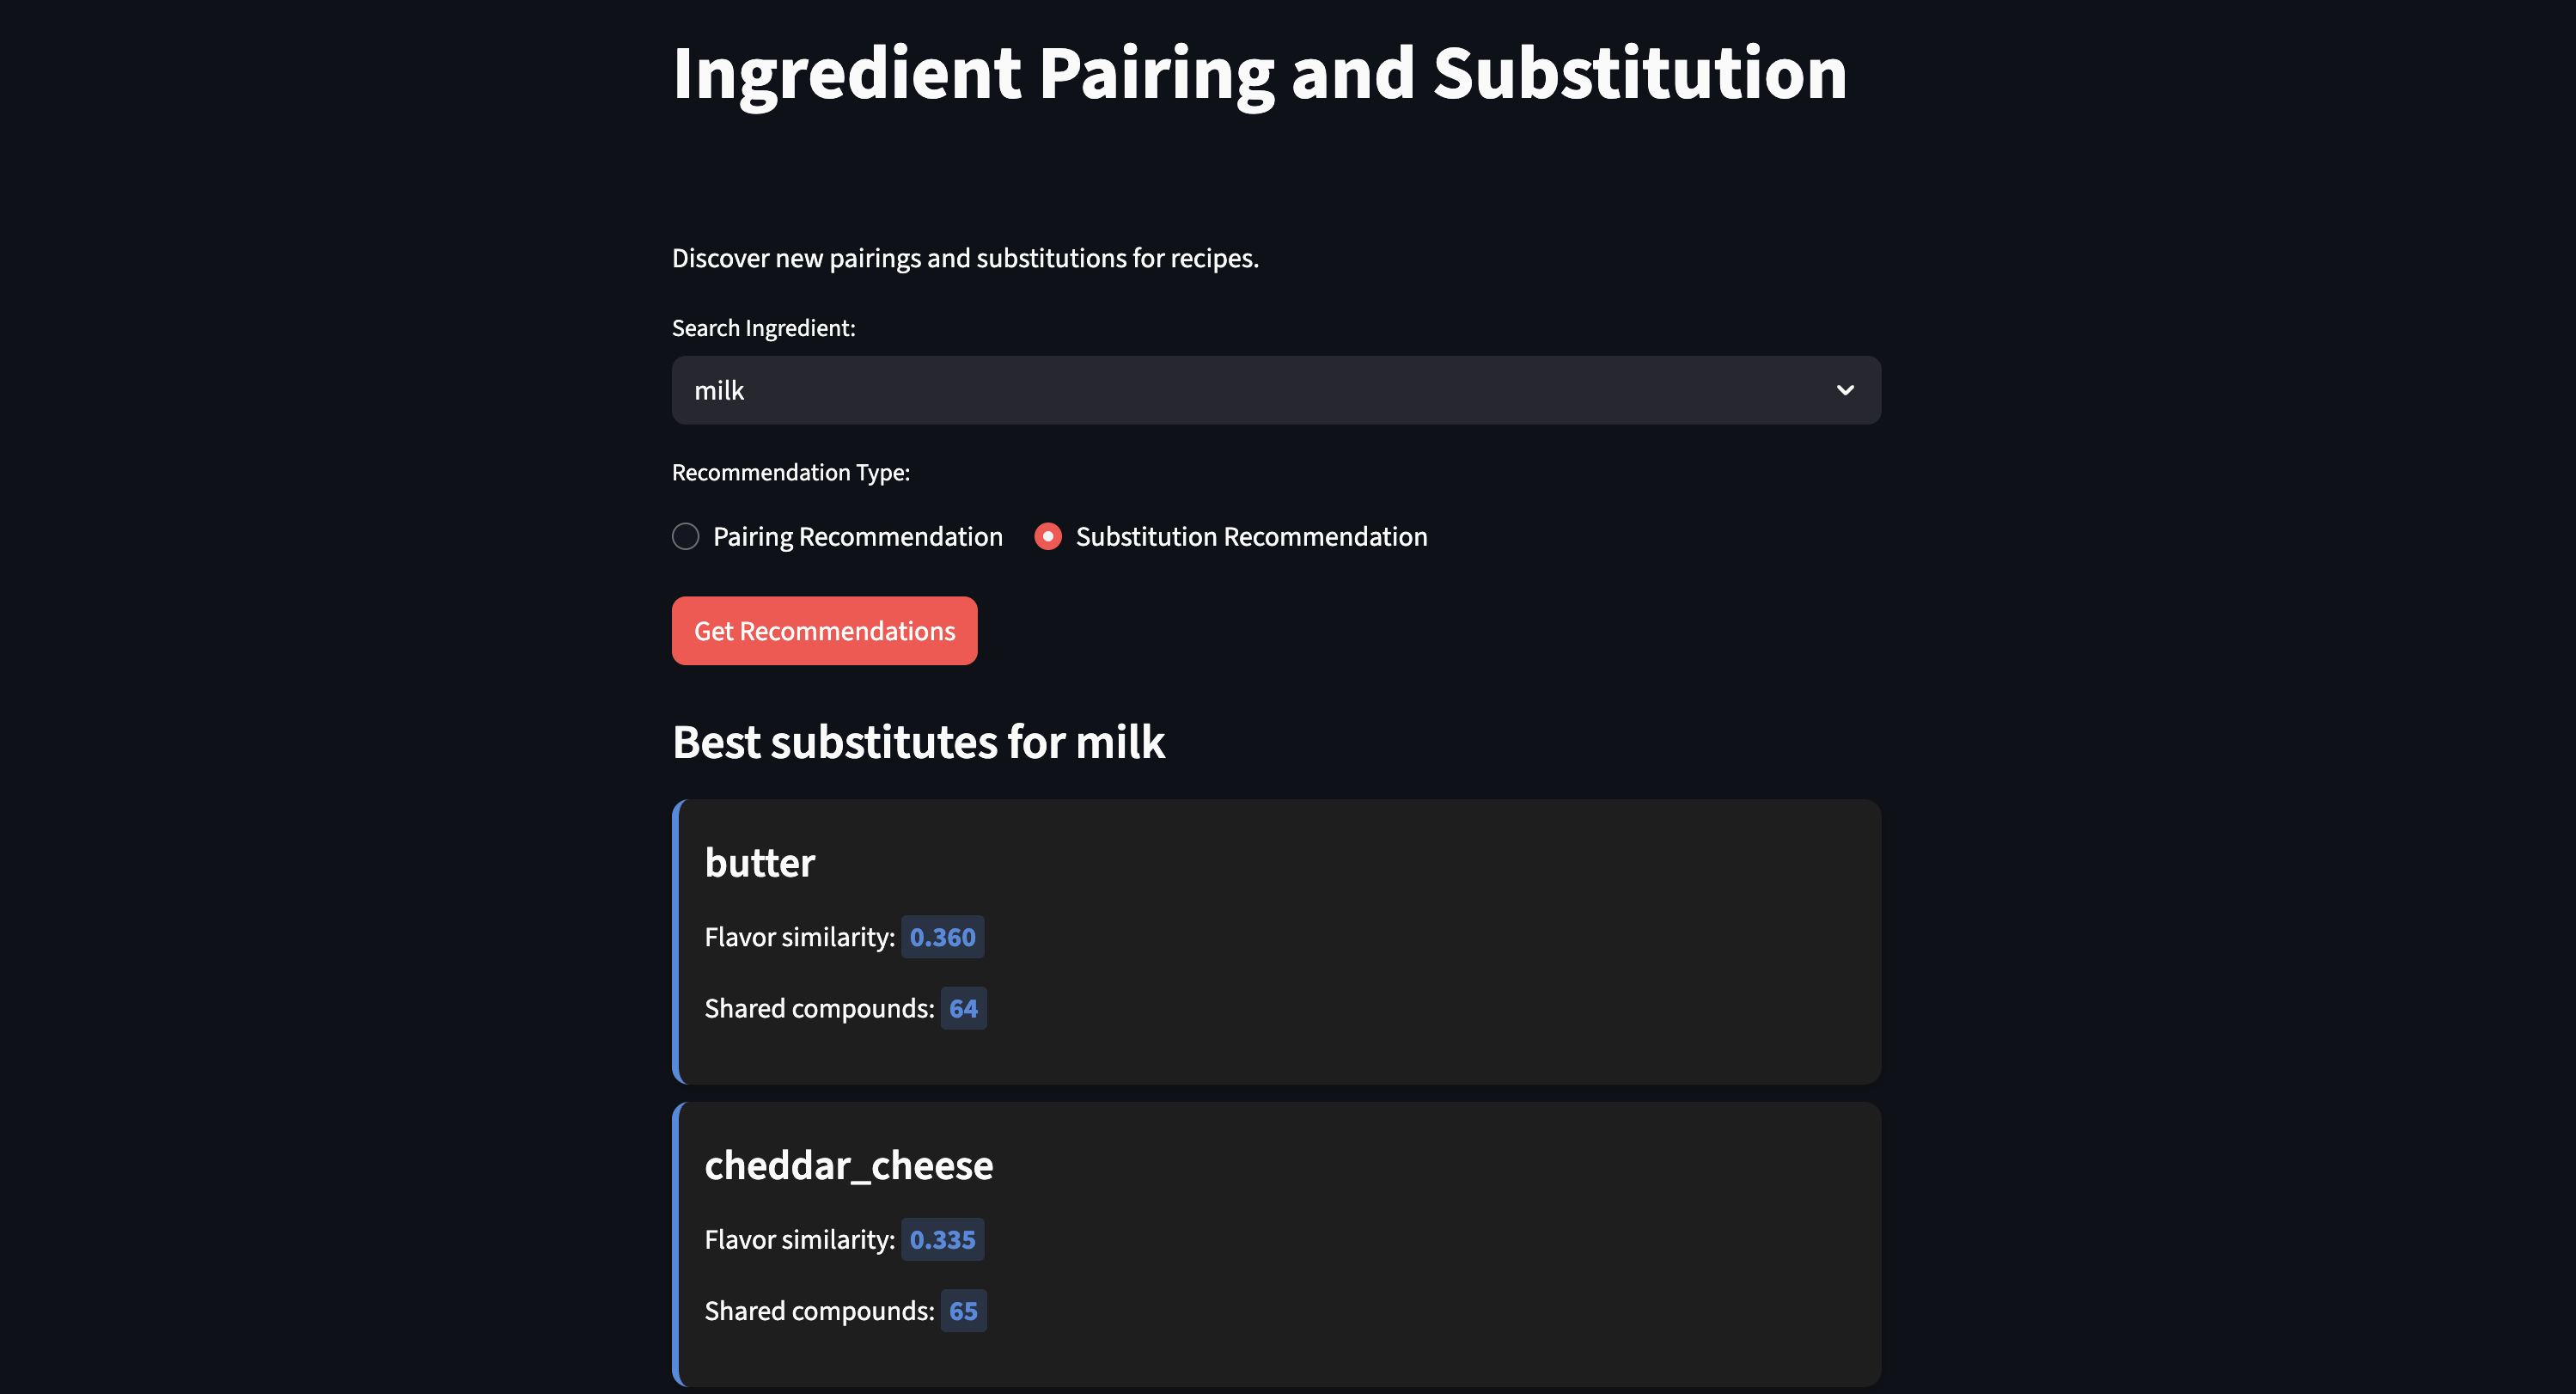 Ingredient Pairing and Substitution
Discover new pairings and substitutions for recipes.
Search Ingredient:
milk
Recommendation Type:
Pairing Recommendation Substitution Recommendation
Get Recommendations
Best substitutes for milk
butter
Flavor similarity: 0.360
Shared compounds: 64
cheddar_cheese
Flavor similarity: 0.335
Shared compounds: 65